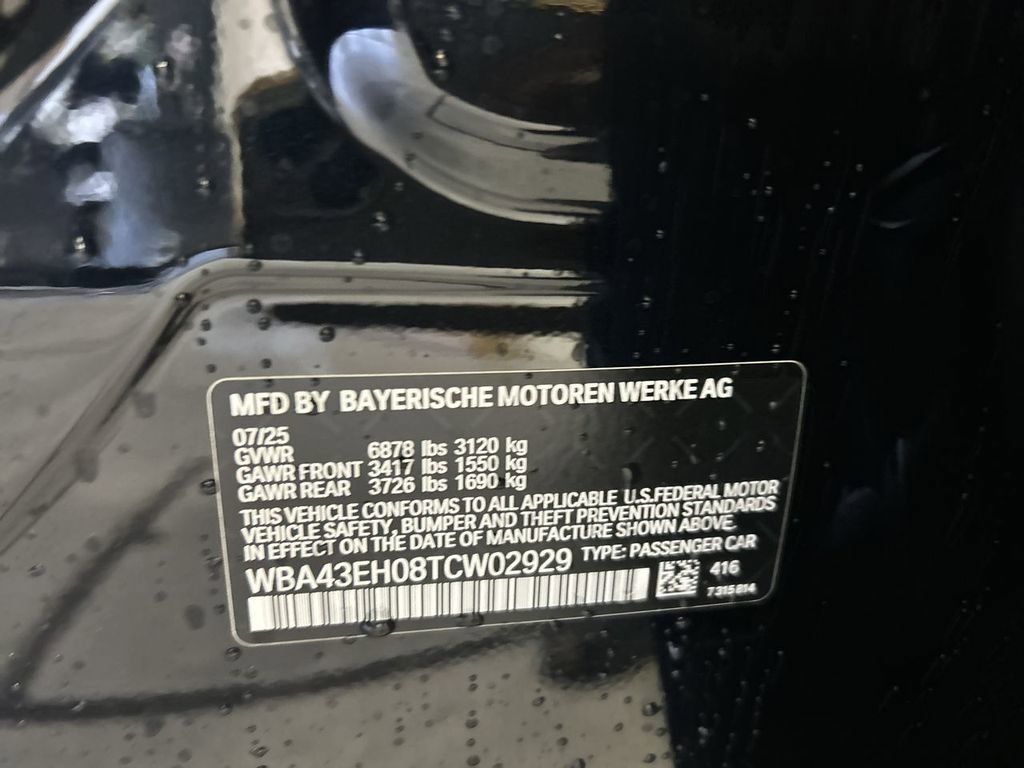 MFD BY BAYERISCHE MOTOREN WERKE AG
07/25
GVWR 6878 lbs 3120 kg
GAWR FRONT 3417 lbs 1550 kg
GAWR REAR 3726 lbs 1690 kg
THIS VEHICLE CONFORMS TO ALL APPLICABLE U.S.FEDERAL MOTOR
VEHICLE SAFETY, BUMPER AND THEFT PREVENTION STANDARDS
IN EFFECT ON THE DATE OF MANUFACTURE SHOWN ABOVE.
WBA43EH08TCW02929 TYPE: PASSENGER CAR
416
7315214